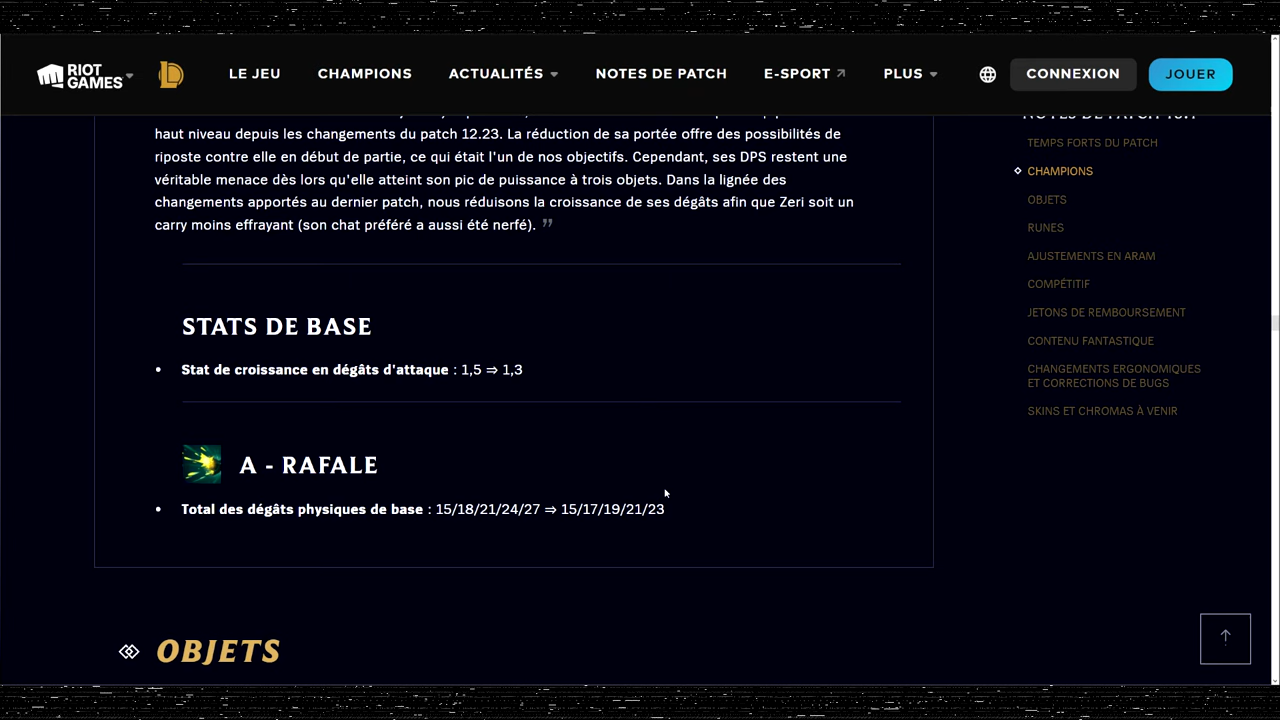 RIOT GAMES
LE JEU
CHAMPIONS
ACTUALITÉS
NOTES DE PATCH
E-SPORT
PLUS
CONNEXION
JOUER
haut niveau depuis les changements du patch 12.23. La réduction de sa portée offre des possibilités de
riposte contre elle en début de partie, ce qui était l'un de nos objectifs. Cependant, ses DPS restent une
véritable menace dès lors qu'elle atteint son pic de puissance à trois objets. Dans la lignée des
changements apportés au dernier patch, nous réduisons la croissance de ses dégâts afin que Zeri soit un
carry moins effrayant (son chat préféré a aussi été nerfé). ”
STATS DE BASE
• Stat de croissance en dégâts d'attaque : 1,5 ⇒ 1,3
A - RAFALE
• Total des dégâts physiques de base : 15/18/21/24/27 ⇒ 15/17/19/21/23
OBJETS
TEMPS FORTS DU PATCH
CHAMPIONS
OBJETS
RUNES
AJUSTEMENTS EN ARAM
COMPÉTITIF
JETONS DE REMBOURSEMENT
CONTENU FANTASTIQUE
CHANGEMENTS ERGONOMIQUES
ET CORRECTIONS DE BUGS
SKINS ET CHROMAS À VENIR